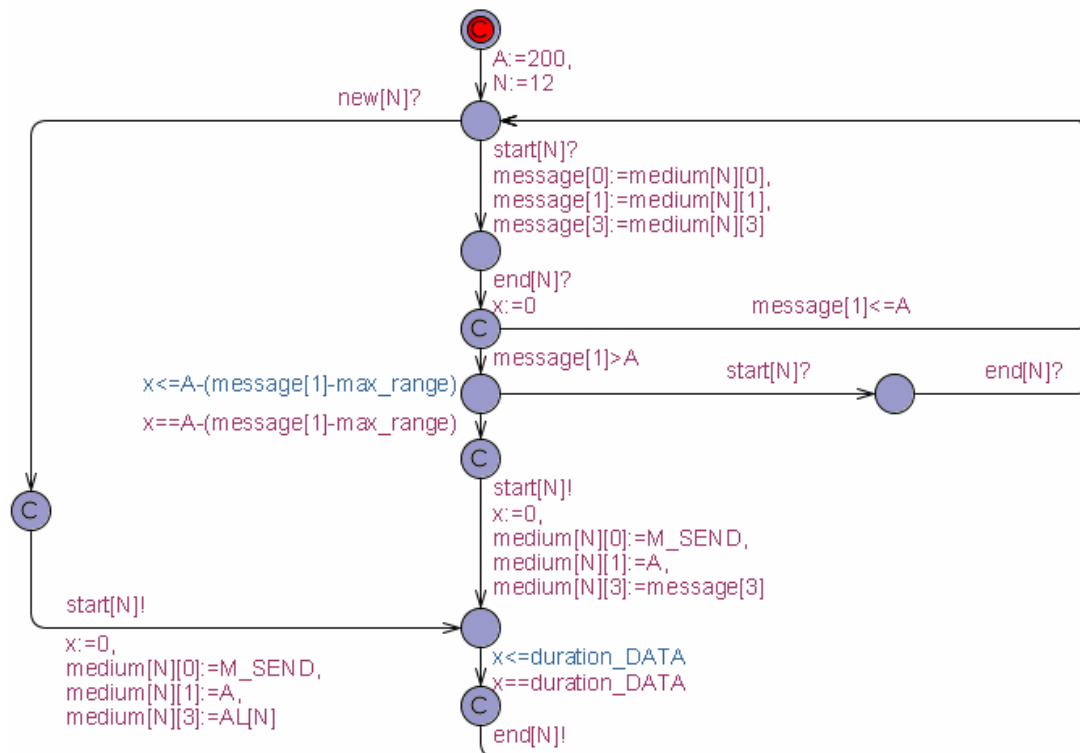 C
A:=200,
N:=12
new[N]?
start[N]?
message[0]:=medium[N][0],
message[1]:=medium[N][1],
message[3]:=medium[N][3]
end[N]?
x:=0
message[1]<=A
C
message[1]>A
start[N]?
end[N]?
x<=A-(message[1]-max_range)
x==A-(message[1]-max_range)
C
start[N]!
x:=0,
medium[N][0]:=M_SEND,
medium[N][1]:=A,
medium[N][3]:=message[3]
C
start[N]!
x:=0,
medium[N][0]:=M_SEND,
medium[N][1]:=A,
medium[N][3]:=AL[N]
x<=duration_DATA
x==duration_DATA
C
end[N]!